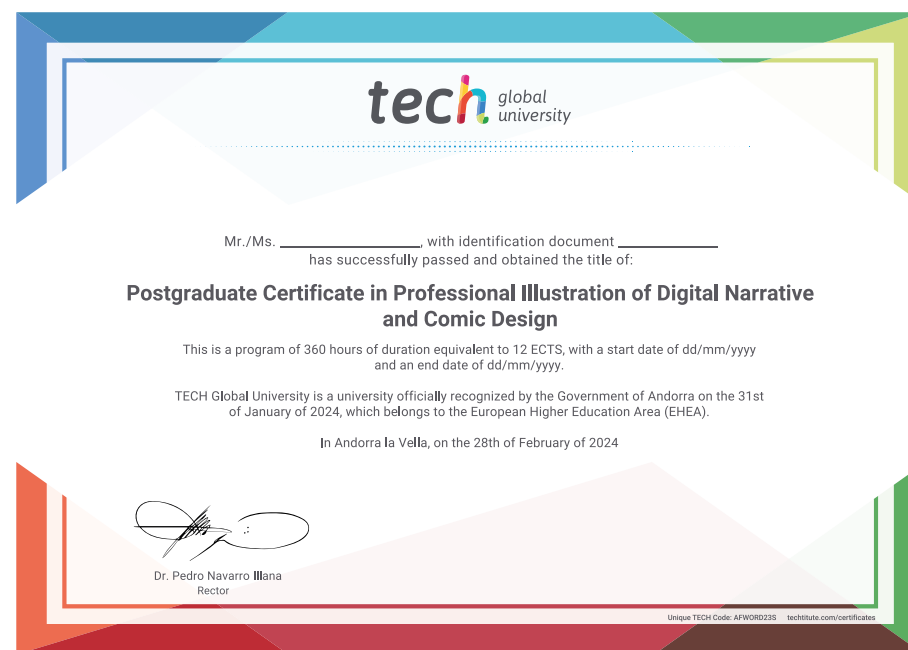 tech global university
Mr./Ms. ____________, with identification document ____________
has successfully passed and obtained the title of:
Postgraduate Certificate in Professional Illustration of Digital Narrative
and Comic Design
This is a program of 360 hours of duration equivalent to 12 ECTS, with a start date of dd/mm/yyyy
and an end date of dd/mm/yyyy.
TECH Global University is a university officially recognized by the Government of Andorra on the 31st
of January of 2024, which belongs to the European Higher Education Area (EHEA).
In Andorra la Vella, on the 28th of February of 2024
Dr. Pedro Navarro Illana
Rector
Unique TECH Code: AFWORD23S techtitute.com/certificates